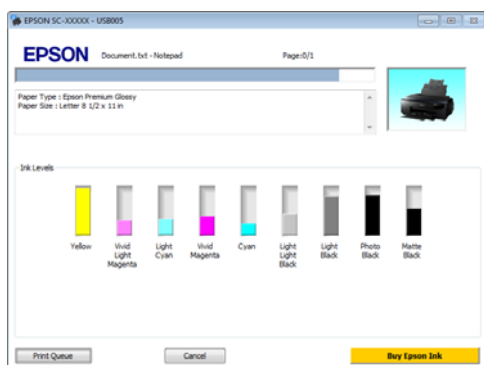 EPSON SC-XXXXX - USB005
EPSON
Document.txt - Notepad
Page:0/1
Paper Type : Epson Premium Glossy
Paper Size : Letter 8 1/2 x 11 in
Ink Levels
Yellow
Vivid
Light
Magenta
Light
Cyan
Vivid
Magenta
Cyan
Light
Light
Black
Light
Black
Photo
Black
Matte
Black
Print Queue
Cancel
Buy Epson Ink